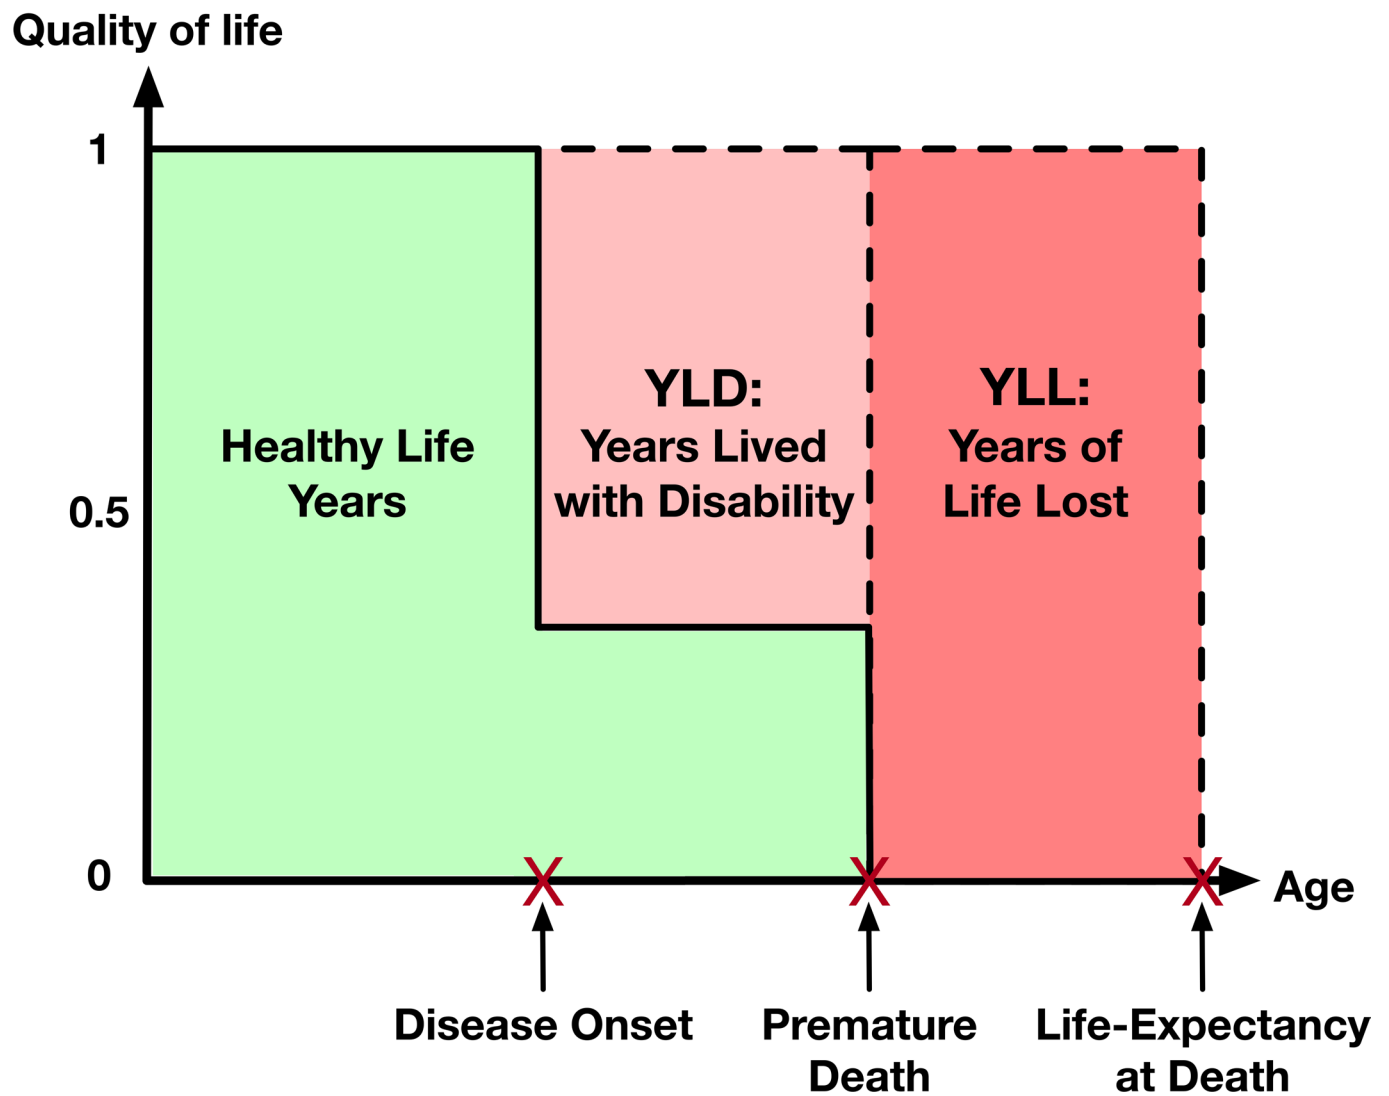 Quality of life
1
0.5
0
Healthy Life
Years
YLD:
Years Lived
with Disability
YLL:
Years of
Life Lost
X
X
X
Age
Disease Onset
Premature
Death
Life-Expectancy
at Death